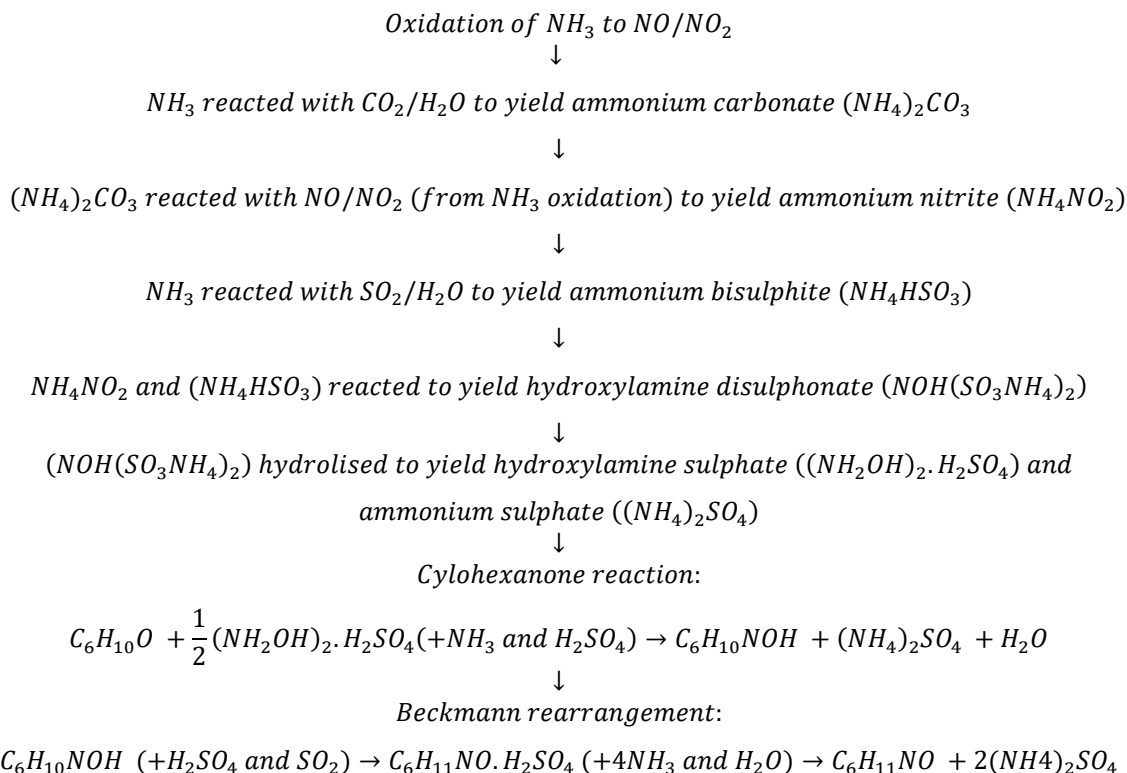 Oxidation of NH₃ to NO/NO₂
↓
NH₃ reacted with CO₂/H₂O to yield ammonium carbonate (NH₄)₂CO₃
↓
(NH₄)₂CO₃ reacted with NO/NO₂ (from NH₃ oxidation) to yield ammonium nitrite (NH₄NO₂)
↓
NH₃ reacted with SO₂/H₂O to yield ammonium bisulphite (NH₄HSO₃)
↓
NH₄NO₂ and (NH₄HSO₃) reacted to yield hydroxylamine disulphonate (NOH(SO₃NH₄)₂)
↓
(NOH(SO₃NH₄)₂) hydrolised to yield hydroxylamine sulphate ((NH₂OH)₂.H₂SO₄) and
ammonium sulphate ((NH₄)₂SO₄)
↓
Cylohexanone reaction:
C₆H₁₀O + 1/2 (NH₂OH)₂.H₂SO₄(+NH₃ and H₂SO₄) → C₆H₁₀NOH + (NH₄)₂SO₄ + H₂O
↓
Beckmann rearrangement:
C₆H₁₀NOH (+H₂SO₄ and SO₂) → C₆H₁₁NO.H₂SO₄ (+4NH₃ and H₂O) → C₆H₁₁NO + 2(NH4)₂SO₄